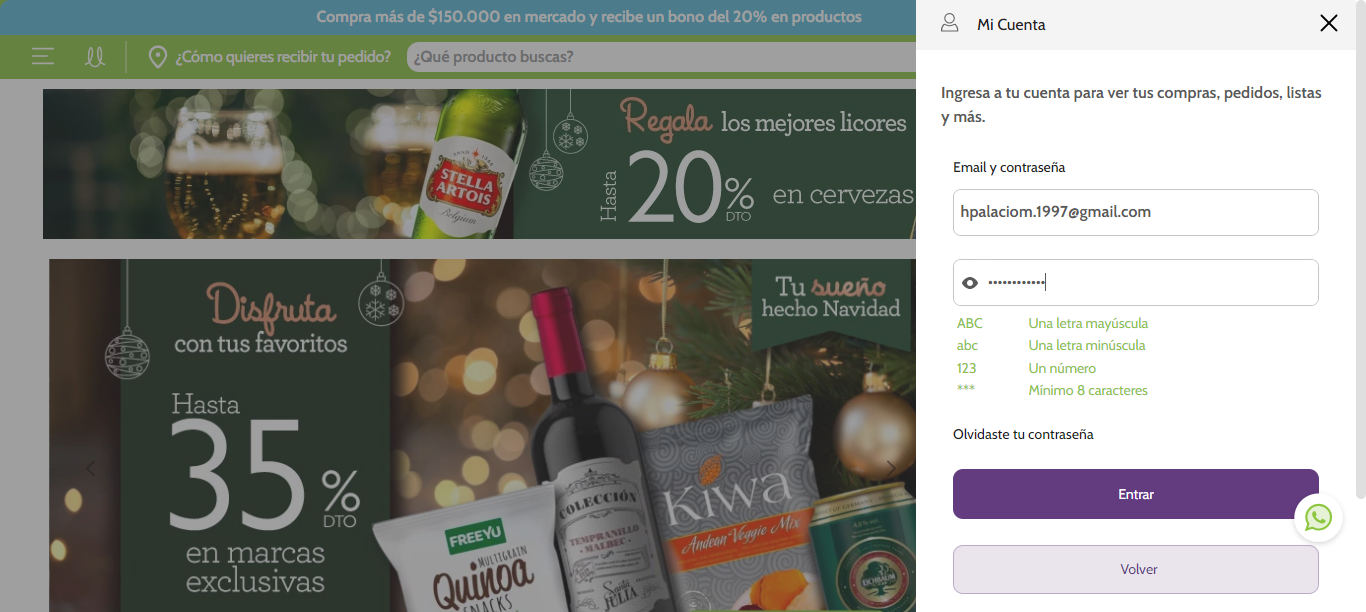 Compra más de $150.000 en mercado y recibe un bono del 20% en productos
¿Cómo quieres recibir tu pedido?
¿Qué producto buscas?
Regala los mejores licores
Hasta
20%
DTO
en cervezas
STELLA
ARTOIS
Belgium
Disfruta
con tus favoritos
Hasta
35%
DTO
en marcas
exclusivas
Tu sueño
hecho Navidad
FREEYU
MULTIGRAIN
Quinoa
SNACKS
COLECCIÓN
TEMPRANILLO
MALBEC
Santa
JULIA
KIWA
Andean Veggie Mix
EICHBAUM
Mi Cuenta
Ingresa a tu cuenta para ver tus compras, pedidos, listas
y más.
Email y contraseña
hpalaciom.1997@gmail.com
••••••••••••
ABC Una letra mayúscula
abc Una letra minúscula
123 Un número
*** Mínimo 8 caracteres
Olvidaste tu contraseña
Entrar
Volver